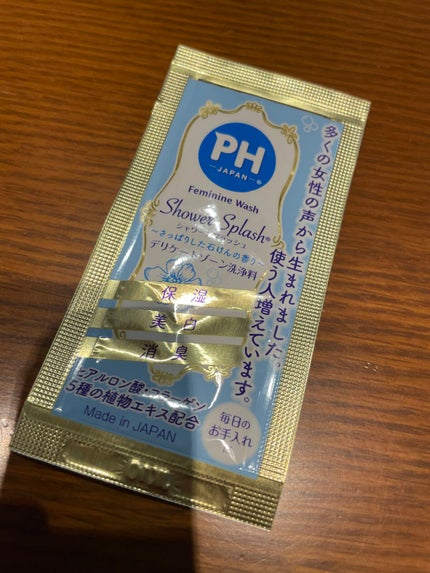 PH
JAPAN
®
Feminine Wash
Shower Splash®
シャワースプラッシュ
～さっぱりした石けんの香り～
デリケートゾーン洗浄料
保湿
美白
消臭
ヒアルロン酸・コラーゲン
5種の植物エキス配合
Made in JAPAN
多くの女性の声から生まれました。
使う人増えています。
毎日の
お手入れ